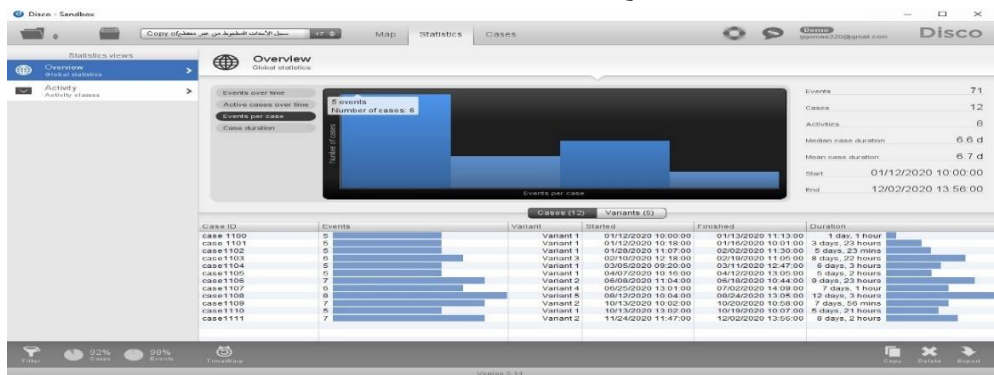 Disco - Sandbox
Copy of سجل الأحداث
Map Statistics Cases
Demo
Disco
Statistics views
Overview
Global statistics
Activity
Activity classes
Overview
Global statistics
Events over time
Active cases over time
Events per case
Case duration
5 events
Number of cases: 6
Number of cases
Events per case
Events 71
Cases 12
Activities 8
Median case duration 6.6 d
Mean case duration 6.7 d
Start 01/12/2020 10:00:00
End 12/02/2020 13:56:00
Cases (12) Variants (5)
Case ID Events Variant Started Finished Duration
case 1100 5 Variant 1 01/12/2020 10:00:00 01/13/2020 11:13:00 1 day, 1 hour
case 1101 5 Variant 1 01/12/2020 10:18:00 01/16/2020 10:01:00 3 days, 23 hours
case1102 5 Variant 1 01/28/2020 11:07:00 02/02/2020 11:30:00 5 days, 23 mins
case1103 6 Variant 3 02/10/2020 12:18:00 02/19/2020 11:05:00 8 days, 22 hours
case1104 5 Variant 1 03/05/2020 09:20:00 03/11/2020 12:47:00 6 days, 3 hours
case1105 5 Variant 1 04/07/2020 10:16:00 04/12/2020 13:05:00 5 days, 2 hours
case1106 7 Variant 2 06/08/2020 11:04:00 06/18/2020 10:44:00 9 days, 23 hours
case1107 6 Variant 4 06/25/2020 13:01:00 07/02/2020 14:09:00 7 days, 1 hour
case1108 8 Variant 5 08/12/2020 10:04:00 08/24/2020 13:05:00 12 days, 3 hours
case1109 7 Variant 2 10/13/2020 10:02:00 10/20/2020 10:58:00 7 days, 56 mins
case1110 5 Variant 1 10/13/2020 13:02:00 10/19/2020 10:07:00 5 days, 21 hours
case1111 7 Variant 2 11/24/2020 11:47:00 12/02/2020 13:56:00 8 days, 2 hours
Filter 92% Cases 98% Events TimeWarp Copy Delete Export